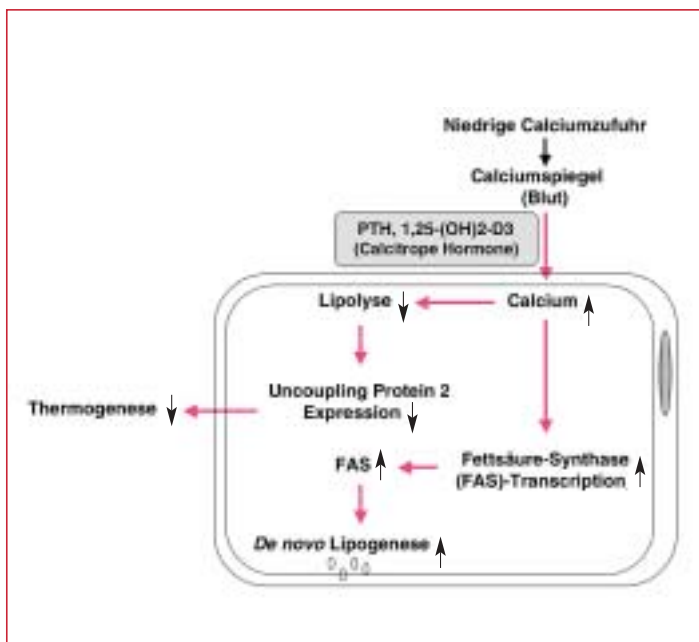 Niedrige Calciumzufuhr
Calciumspiegel
(Blut)
PTH, 1,25-(OH)2-D3
(Calcitrope Hormone)
Lipolyse
Calcium
Uncoupling Protein 2
Expression
Thermogenese
FAS
Fettsäure-Synthase
(FAS)-Transcription
De novo Lipogenese